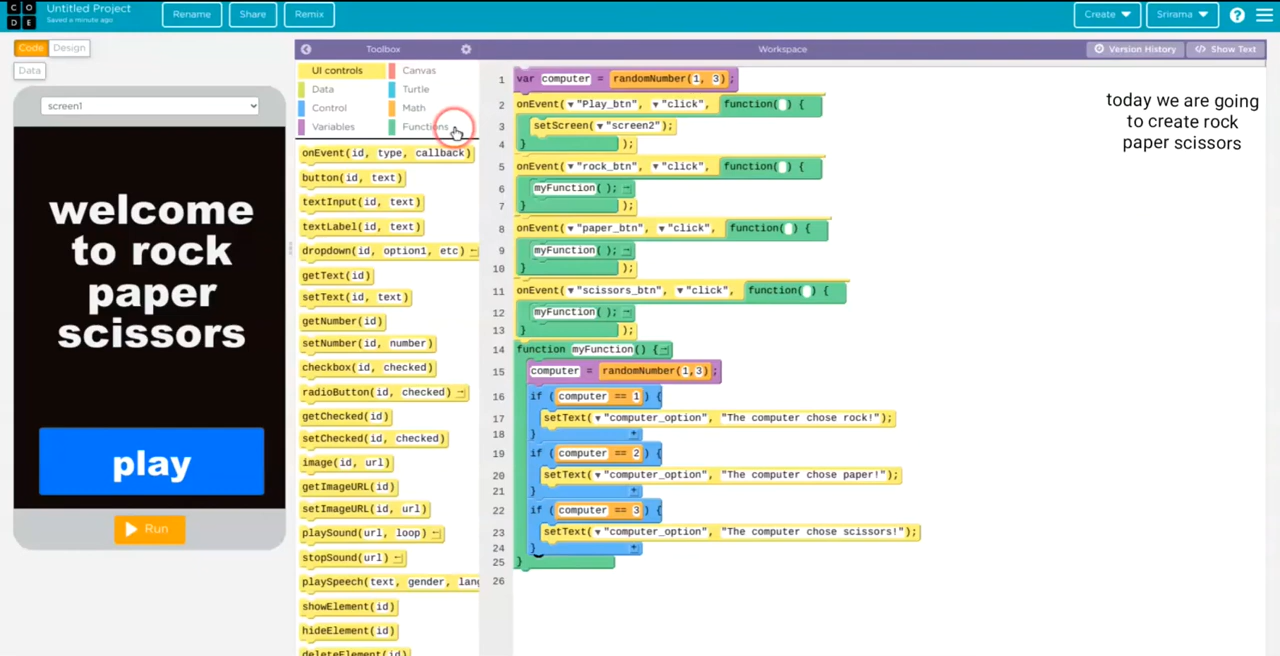 CO
DE
Untitled Project
Saved a minute ago
Rename
Share
Remix
Create
Srirama
?
Code
Design
Data
Toolbox
Workspace
Version History
Show Text
screen1
welcome
to rock
paper
scissors
play
Run
UI controls
Canvas
Data
Turtle
Control
Math
Variables
Functions
onEvent(id, type, callback)
button(id, text)
textInput(id, text)
textLabel(id, text)
dropdown(id, option1, etc)
getText(id)
setText(id, text)
getNumber(id)
setNumber(id, number)
checkbox(id, checked)
radioButton(id, checked)
getChecked(id)
setChecked(id, checked)
image(id, url)
getImageURL(id)
setImageURL(id, url)
playSound(url, loop)
stopSound(url)
playSpeech(text, gender, lang
showElement(id)
hideElement(id)
deleteElement(id)
1 var computer = randomNumber(1, 3);
2 onEvent("Play_btn", "click", function() {
3 setScreen("screen2");
4 });
5 onEvent("rock_btn", "click", function() {
6 myFunction();
7 });
8 onEvent("paper_btn", "click", function() {
9 myFunction();
10 });
11 onEvent("scissors_btn", "click", function() {
12 myFunction();
13 });
14 function myFunction() {
15 computer = randomNumber(1,3);
16 if (computer == 1) {
17 setText("computer_option", "The computer chose rock!");
18 }
19 if (computer == 2) {
20 setText("computer_option", "The computer chose paper!");
21 }
22 if (computer == 3) {
23 setText("computer_option", "The computer chose scissors!");
24 }
25 }
26
today we are going
to create rock
paper scissors